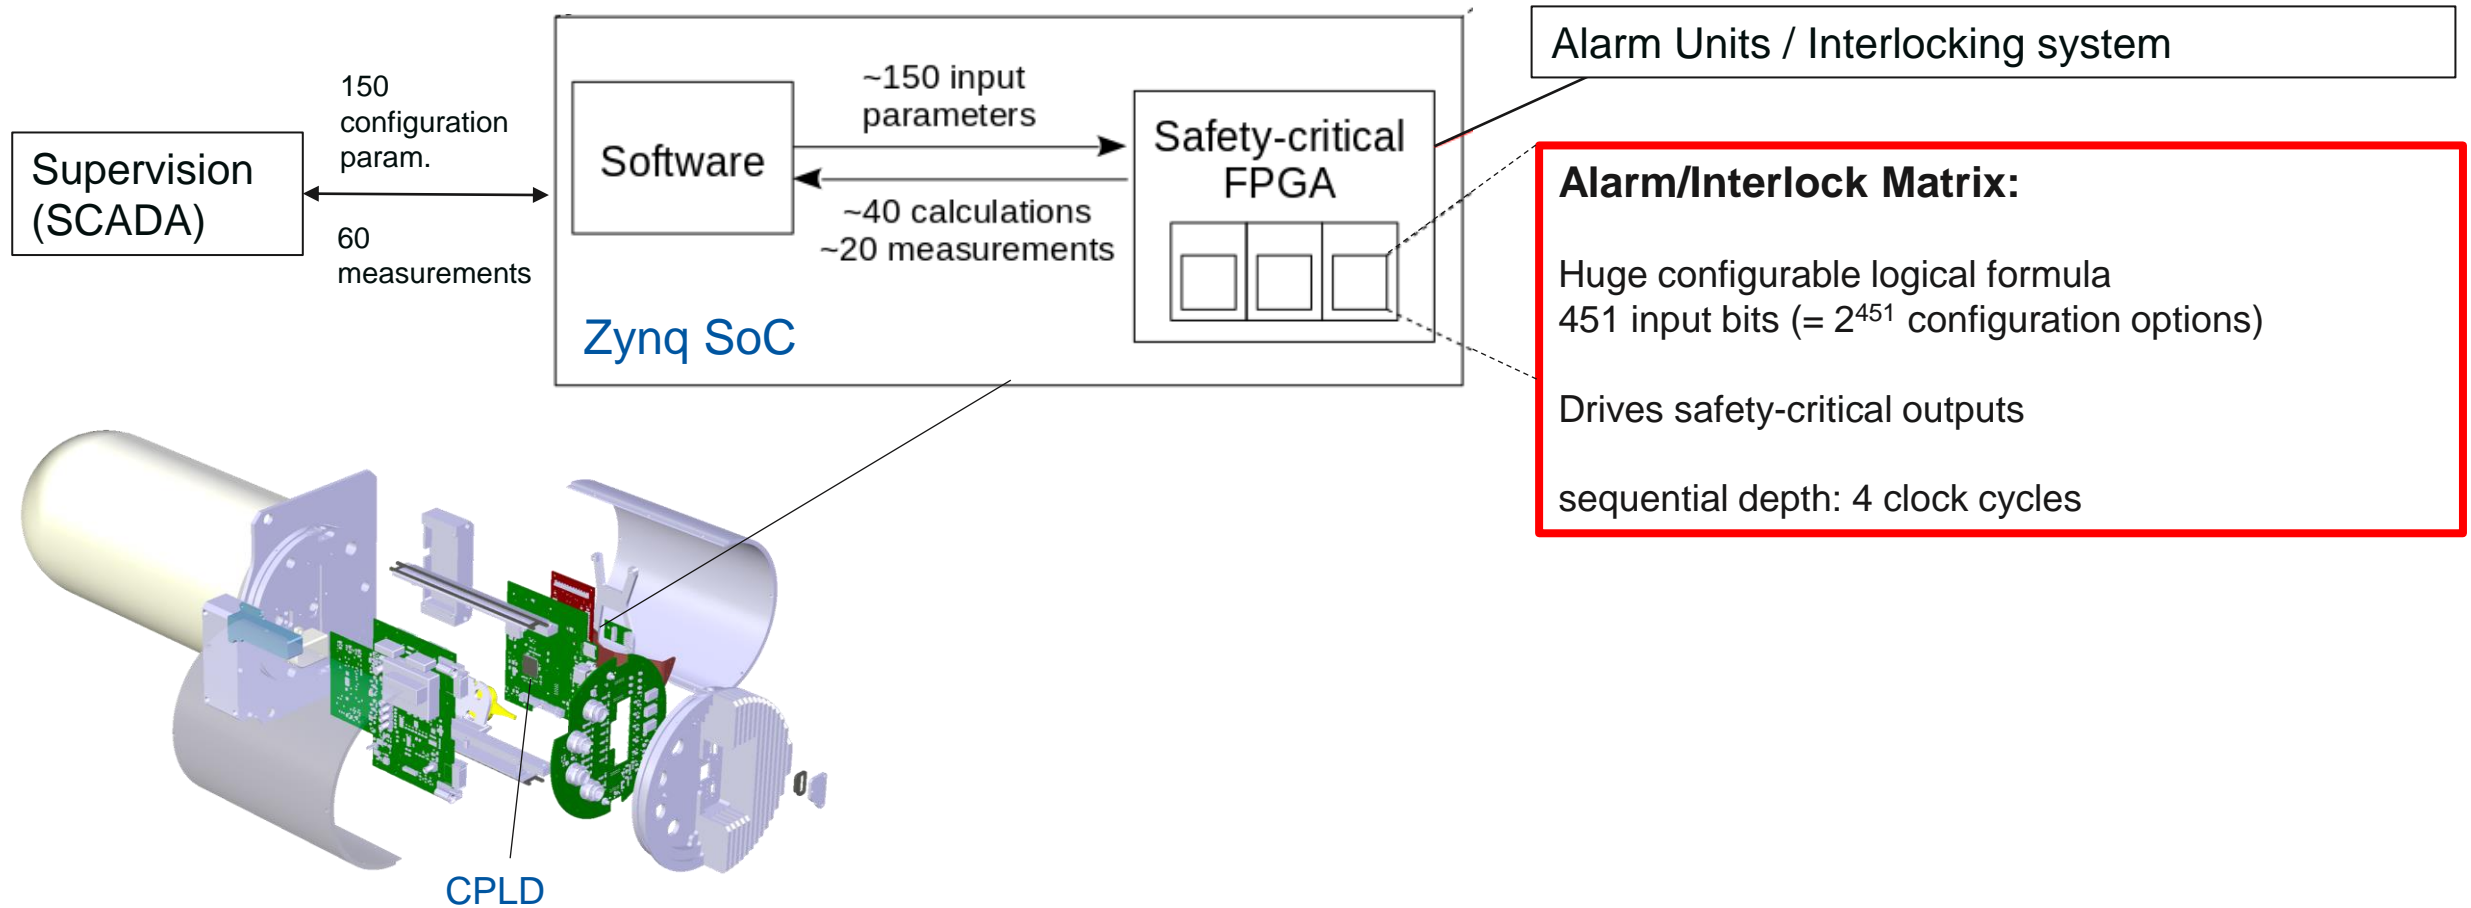 Supervision
(SCADA)
150
configuration
param.
60
measurements
Software
~150 input
parameters
~40 calculations
~20 measurements
Safety-critical
FPGA
Zynq SoC
Alarm Units / Interlocking system
Alarm/Interlock Matrix:
Huge configurable logical formula
451 input bits (= 2⁴⁵¹ configuration options)
Drives safety-critical outputs
sequential depth: 4 clock cycles
CPLD